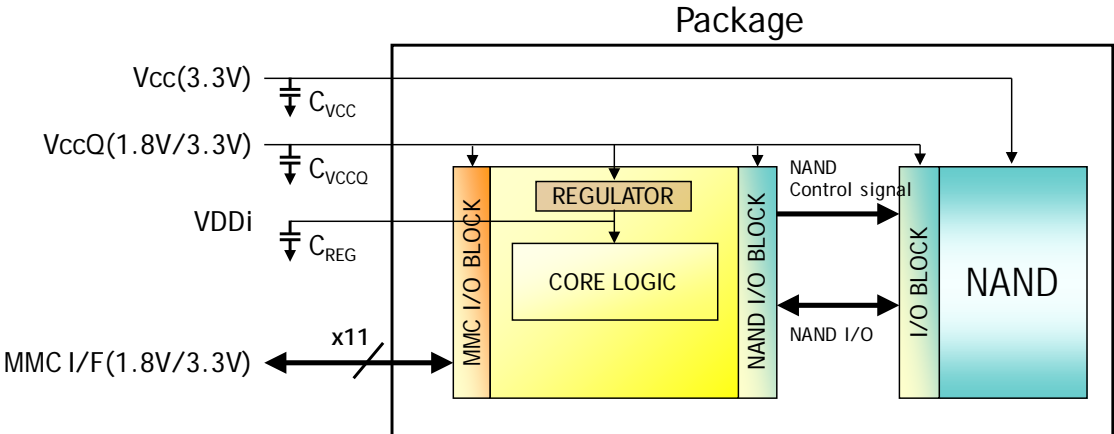 Package
Vcc(3.3V)
CVCC
VccQ(1.8V/3.3V)
CVCCQ
NAND
Control signal
REGULATOR
VDDi
CREG
CORE LOGIC
MMC I/O BLOCK
NAND I/O BLOCK
I/O BLOCK
NAND
NAND I/O
x11
MMC I/F(1.8V/3.3V)